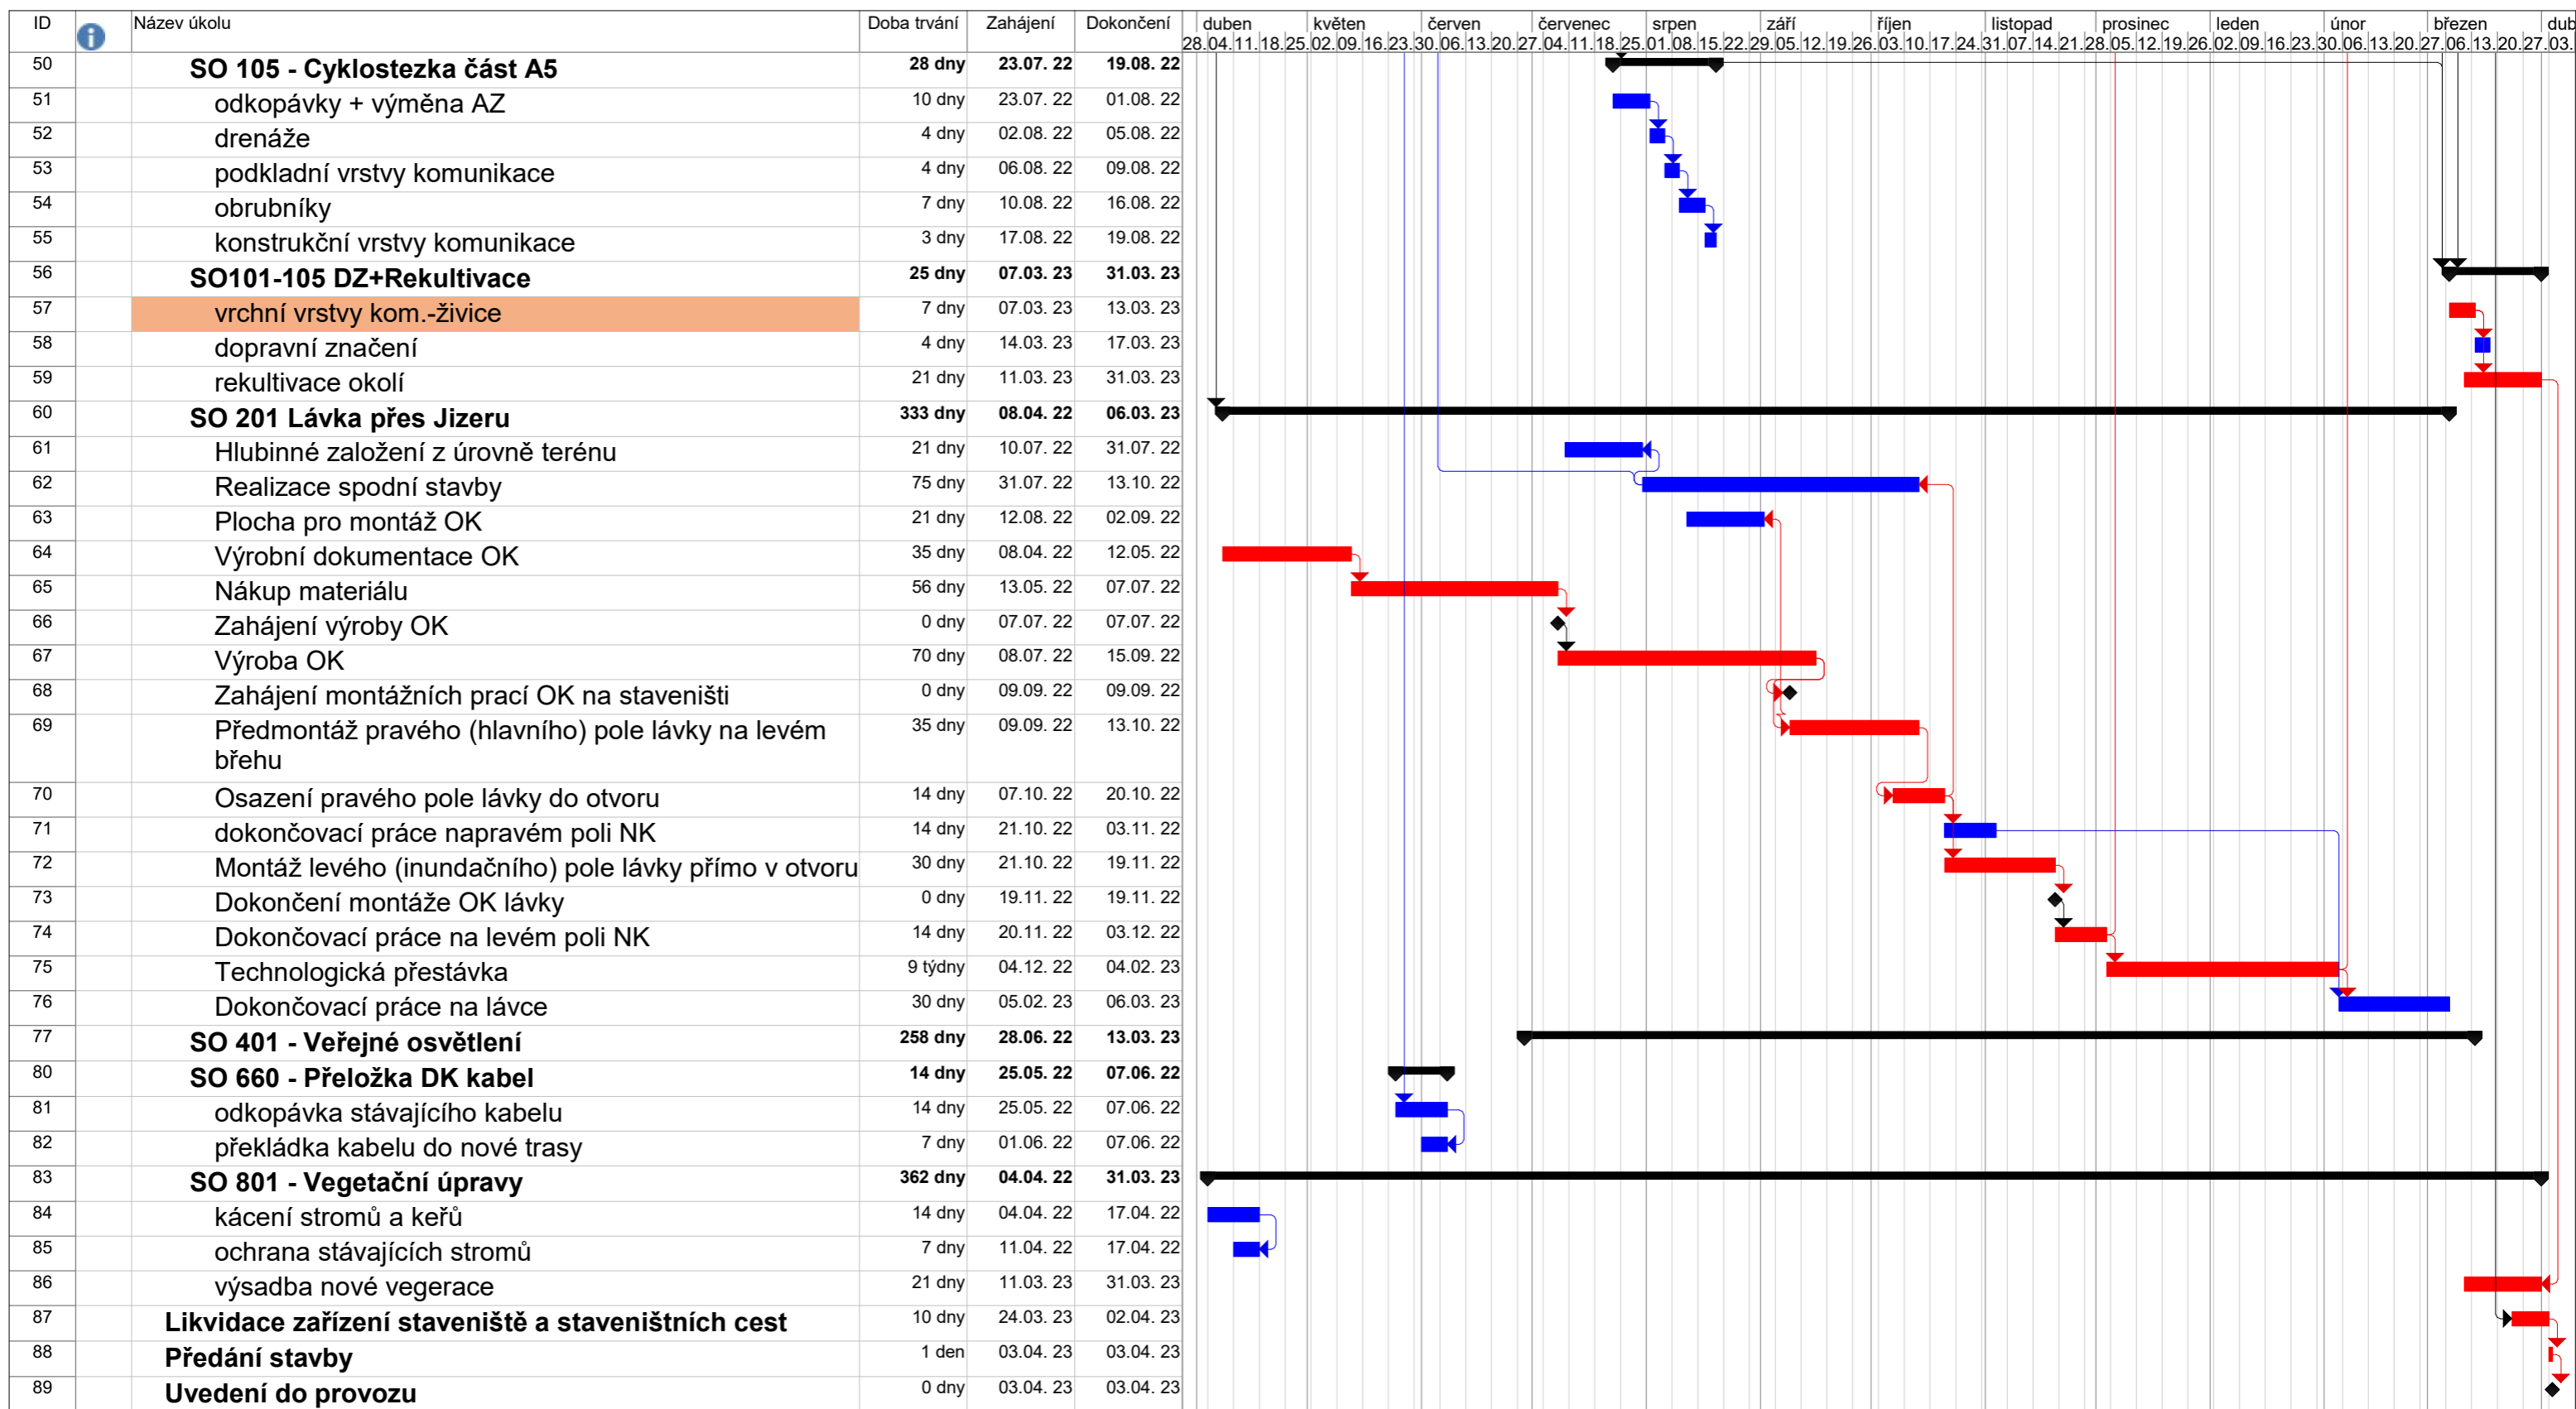 ID Název úkolu Doba trvání Zahájení Dokončení duben květen červen červenec srpen září říjen listopad prosinec leden únor březen dub
28.04.11.18.25.02.09.16.23.30.06.13.20.27.04.11.18.25.01.08.15.22.29.05.12.19.26.03.10.17.24.31.07.14.21.28.05.12.19.26.02.09.16.23.30.06.13.20.27.06.13.20.27.03.
50 SO 105 - Cyklostezka část A5 28 dny 23.07. 22 19.08. 22
51 odkopávky + výměna AZ 10 dny 23.07. 22 01.08. 22
52 drenáže 4 dny 02.08. 22 05.08. 22
53 podkladní vrstvy komunikace 4 dny 06.08. 22 09.08. 22
54 obrubníky 7 dny 10.08. 22 16.08. 22
55 konstrukční vrstvy komunikace 3 dny 17.08. 22 19.08. 22
56 SO101-105 DZ+Rekultivace 25 dny 07.03. 23 31.03. 23
57 vrchní vrstvy kom.-živice 7 dny 07.03. 23 13.03. 23
58 dopravní značení 4 dny 14.03. 23 17.03. 23
59 rekultivace okolí 21 dny 11.03. 23 31.03. 23
60 SO 201 Lávka přes Jizeru 333 dny 08.04. 22 06.03. 23
61 Hlubinné založení z úrovně terénu 21 dny 10.07. 22 31.07. 22
62 Realizace spodní stavby 75 dny 31.07. 22 13.10. 22
63 Plocha pro montáž OK 21 dny 12.08. 22 02.09. 22
64 Výrobní dokumentace OK 35 dny 08.04. 22 12.05. 22
65 Nákup materiálu 56 dny 13.05. 22 07.07. 22
66 Zahájení výroby OK 0 dny 07.07. 22 07.07. 22
67 Výroba OK 70 dny 08.07. 22 15.09. 22
68 Zahájení montážních prací OK na staveništi 0 dny 09.09. 22 09.09. 22
69 Předmontáž pravého (hlavního) pole lávky na levém 35 dny 09.09. 22 13.10. 22
břehu
70 Osazení pravého pole lávky do otvoru 14 dny 07.10. 22 20.10. 22
71 dokončovací práce napravém poli NK 14 dny 21.10. 22 03.11. 22
72 Montáž levého (inundačního) pole lávky přímo v otvoru 30 dny 21.10. 22 19.11. 22
73 Dokončení montáže OK lávky 0 dny 19.11. 22 19.11. 22
74 Dokončovací práce na levém poli NK 14 dny 20.11. 22 03.12. 22
75 Technologická přestávka 9 týdny 04.12. 22 04.02. 23
76 Dokončovací práce na lávce 30 dny 05.02. 23 06.03. 23
77 SO 401 - Veřejné osvětlení 258 dny 28.06. 22 13.03. 23
80 SO 660 - Přeložka DK kabel 14 dny 25.05. 22 07.06. 22
81 odkopávka stávajícího kabelu 14 dny 25.05. 22 07.06. 22
82 překládka kabelu do nové trasy 7 dny 01.06. 22 07.06. 22
83 SO 801 - Vegetační úpravy 362 dny 04.04. 22 31.03. 23
84 kácení stromů a keřů 14 dny 04.04. 22 17.04. 22
85 ochrana stávajících stromů 7 dny 11.04. 22 17.04. 22
86 výsadba nové vegerace 21 dny 11.03. 23 31.03. 23
87 Likvidace zařízení staveniště a staveništních cest 10 dny 24.03. 23 02.04. 23
88 Předání stavby 1 den 03.04. 23 03.04. 23
89 Uvedení do provozu 0 dny 03.04. 23 03.04. 23